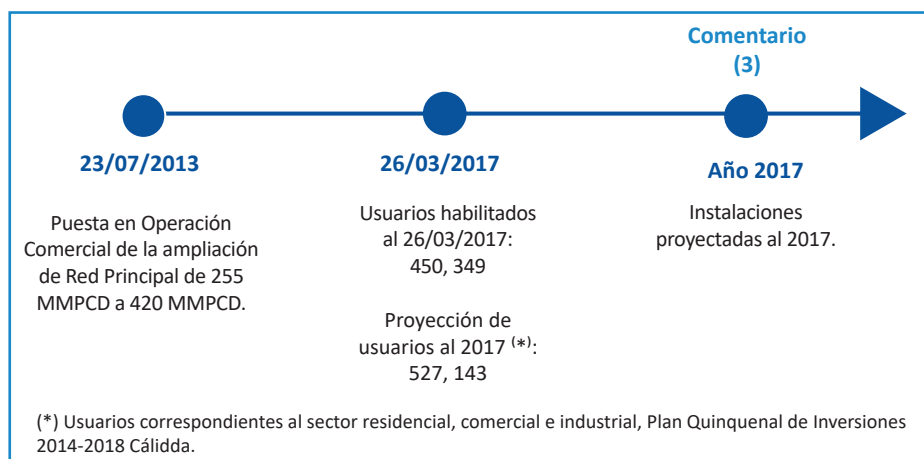 Comentario
(3)
23/07/2013
Puesta en Operación
Comercial de la ampliación
de Red Principal de 255
MMPCD a 420 MMPCD.
26/03/2017
Usuarios habilitados
al 26/03/2017:
450, 349
Proyección de
usuarios al 2017 (*):
527, 143
Año 2017
Instalaciones
proyectadas al 2017.
(*) Usuarios correspondientes al sector residencial, comercial e industrial, Plan Quinquenal de Inversiones
2014-2018 Cálidda.